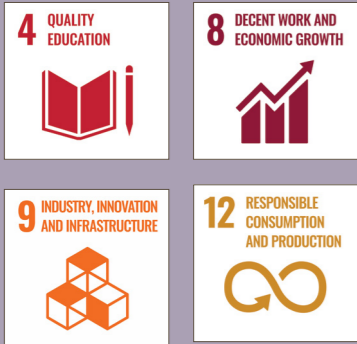 4 QUALITY
EDUCATION
8 DECENT WORK AND
ECONOMIC GROWTH
9 INDUSTRY, INNOVATION
AND INFRASTRUCTURE
12 RESPONSIBLE
CONSUMPTION
AND PRODUCTION